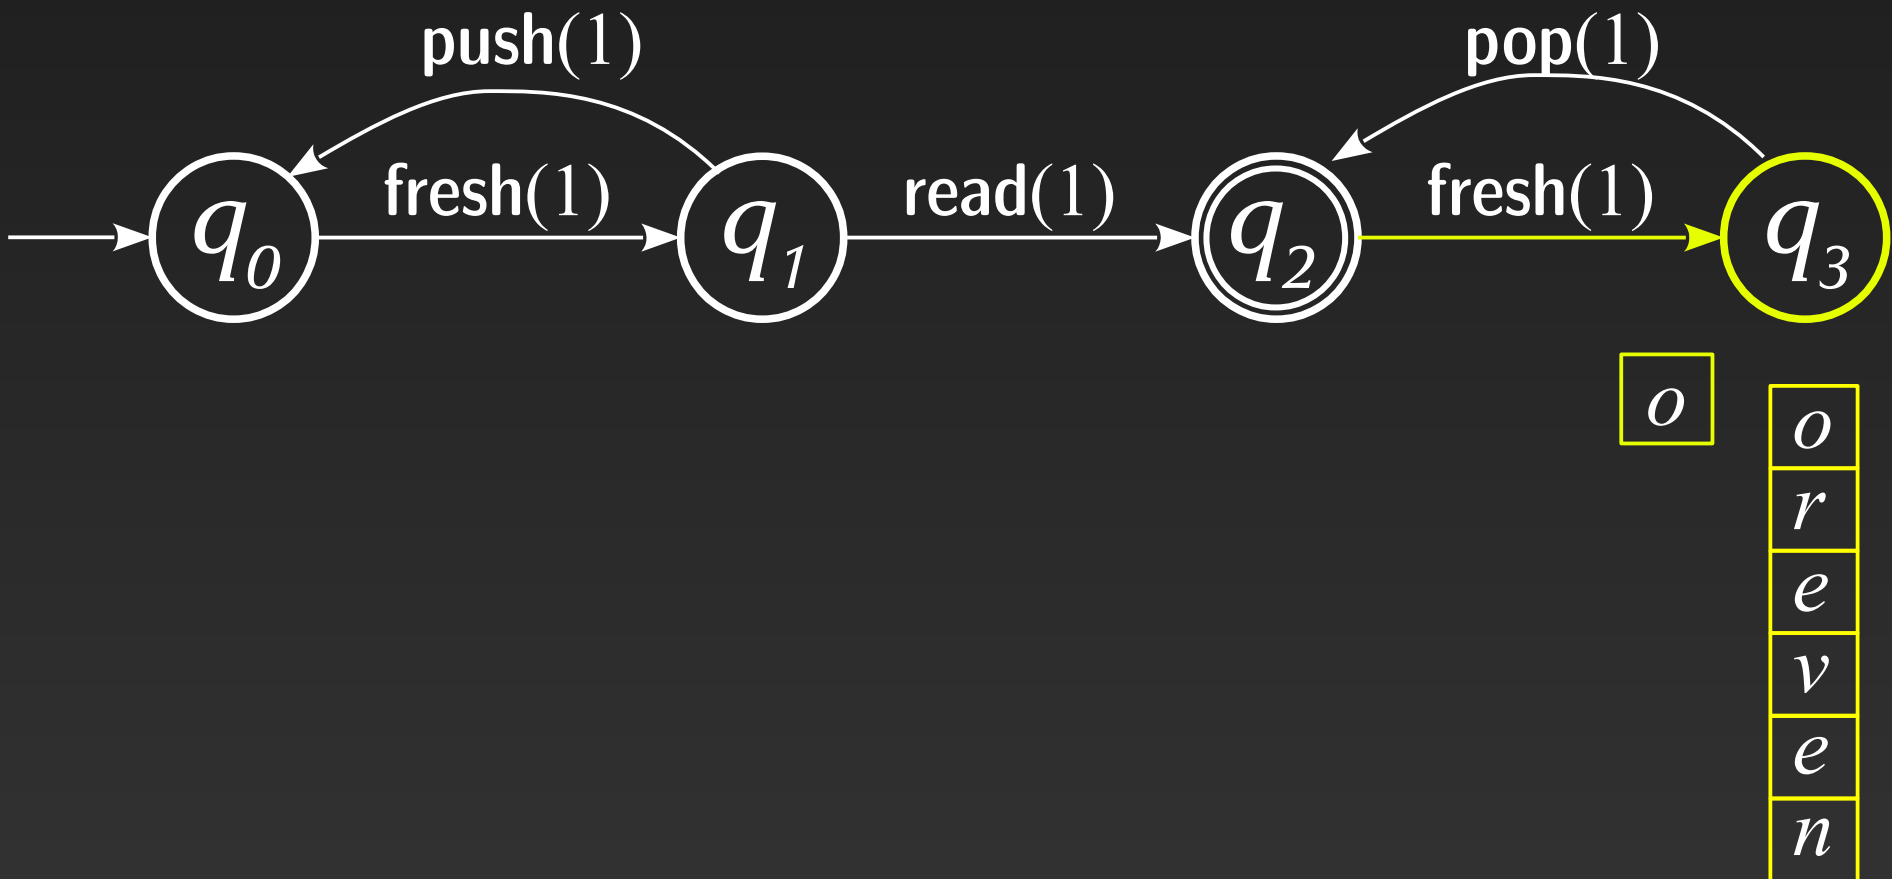 push(1)
pop(1)
q0
fresh(1)
q1
read(1)
q2
fresh(1)
q3
o
o
r
e
v
e
n